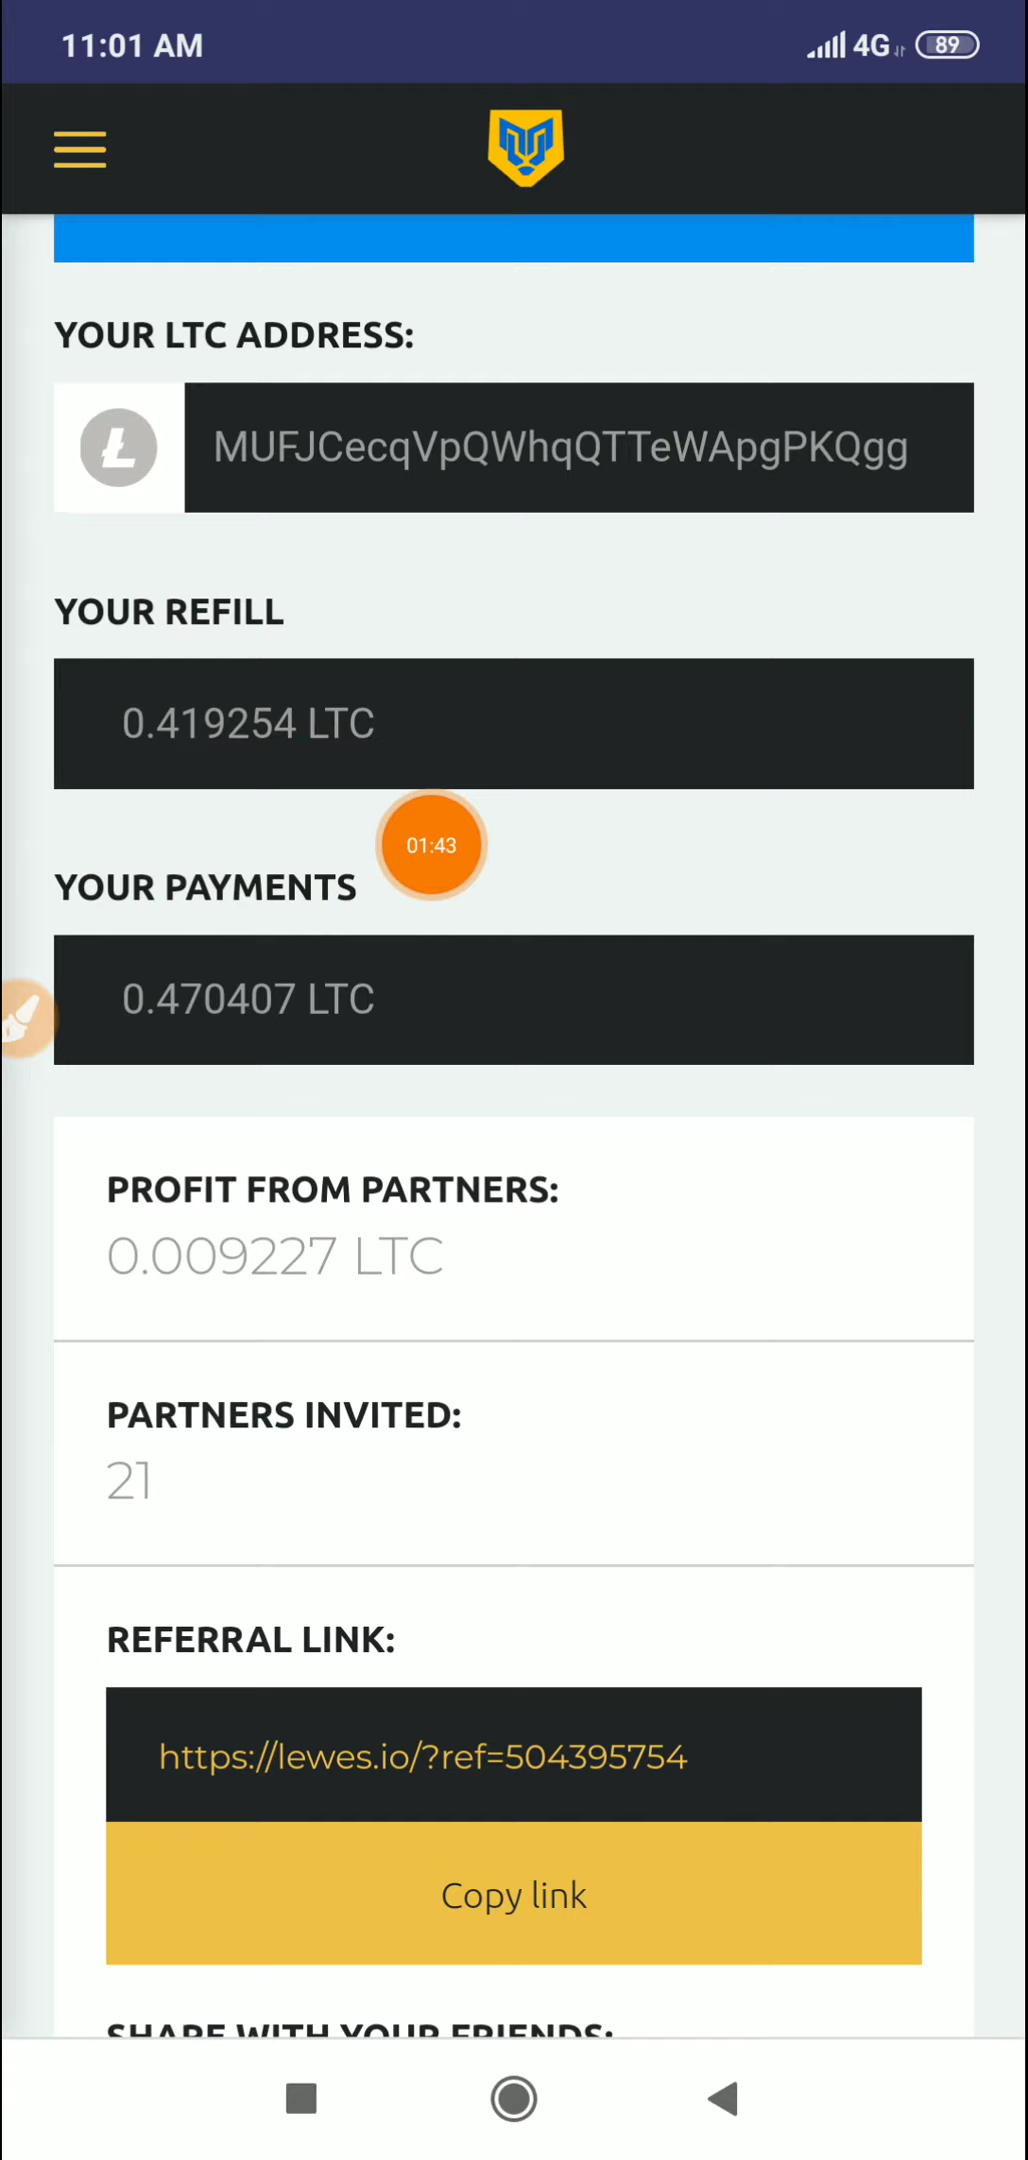 11:01 AM
4G
89
YOUR LTC ADDRESS:
MUFJCecqVpQWhqQTTeWApgPKQgg
YOUR REFILL
0.419254 LTC
01:43
YOUR PAYMENTS
0.470407 LTC
PROFIT FROM PARTNERS:
0.009227 LTC
PARTNERS INVITED:
21
REFERRAL LINK:
https://lewes.io/?ref=504395754
Copy link
SHARE WITH YOUR FRIENDS: